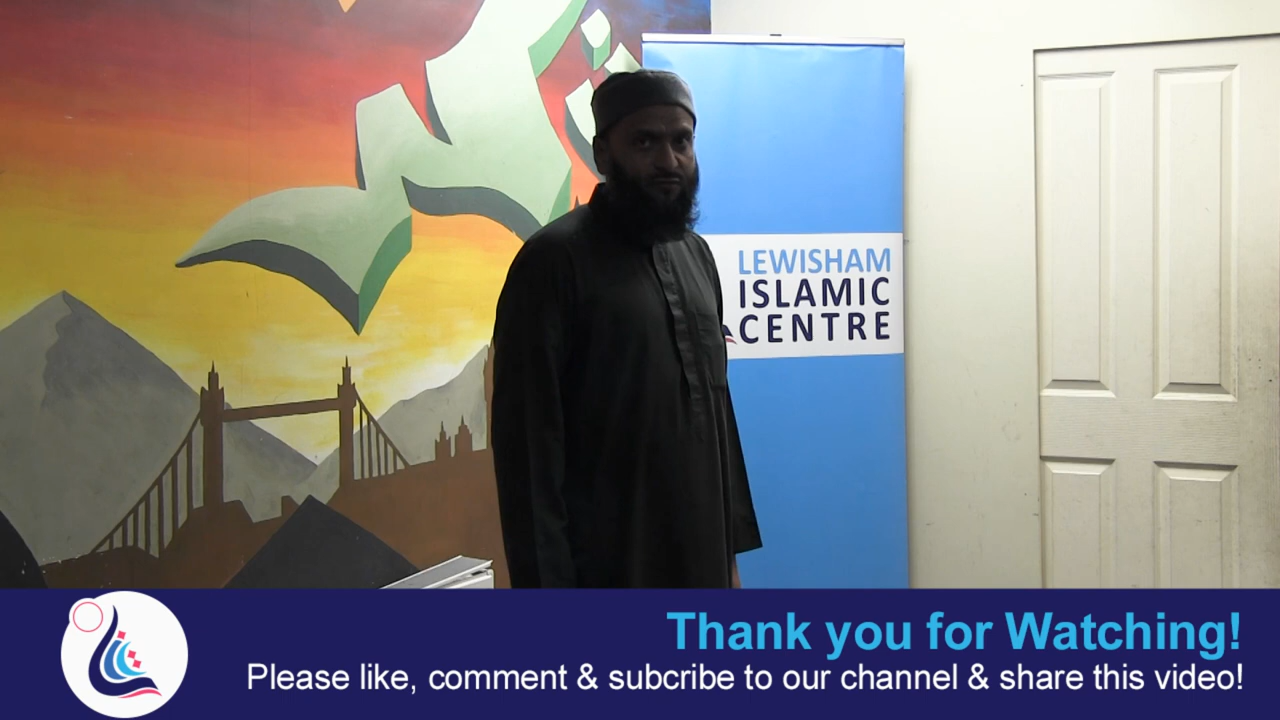 LEWISHAM
ISLAMIC
CENTRE
Thank you for Watching!
Please like, comment & subcribe to our channel & share this video!